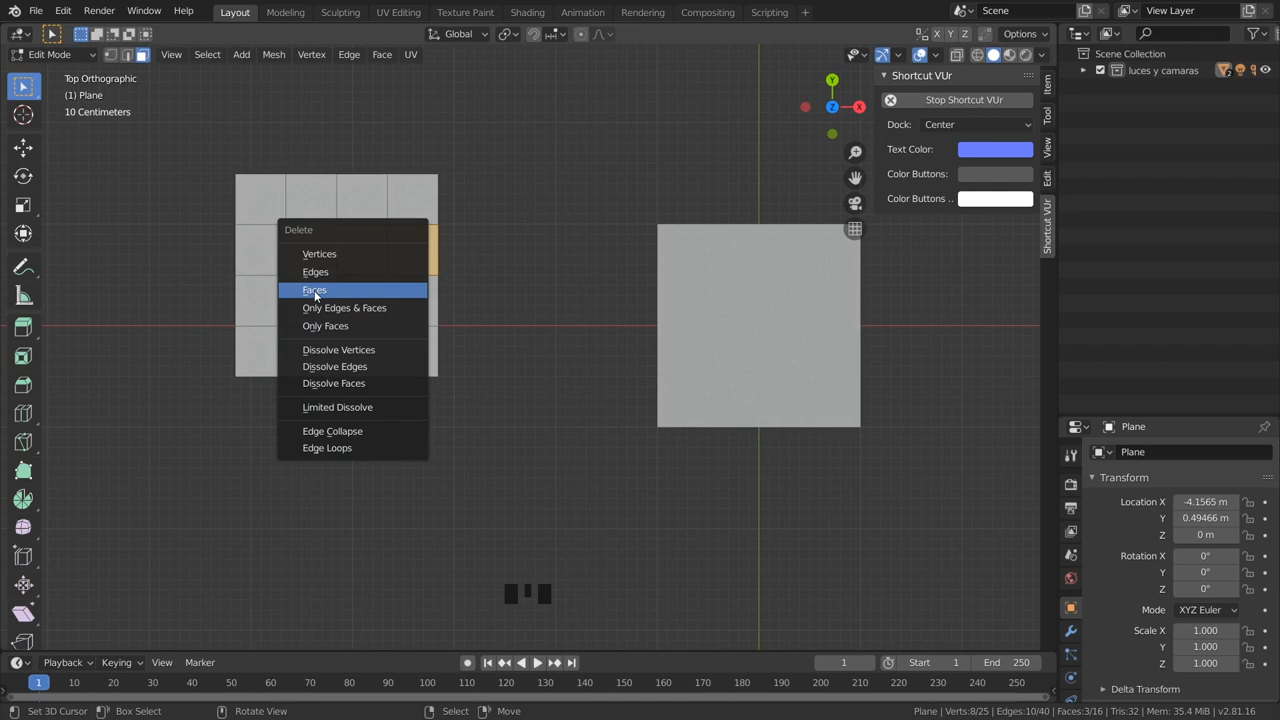 File Edit Render Window Help Layout Modeling Sculpting UV Editing Texture Paint Shading Animation Rendering Compositing Scripting + Scene View Layer
Global X Y Z Options
Edit Mode View Select Add Mesh Vertex Edge Face UV
Scene Collection
luces y camaras 2
Top Orthographic
(1) Plane
10 Centimeters
Y
Z X
Shortcut VUr
Stop Shortcut VUr
Dock: Center
Text Color:
Color Buttons:
Color Buttons ..
Item
Tool
View
Edit
Shortcut VUr
Delete
Vertices
Edges
Faces
Only Edges & Faces
Only Faces
Dissolve Vertices
Dissolve Edges
Dissolve Faces
Limited Dissolve
Edge Collapse
Edge Loops
Plane
Plane
Transform
Location X -4.1565 m
Y 0.49466 m
Z 0 m
Rotation X 0°
Y 0°
Z 0°
Mode XYZ Euler
Scale X 1.000
Y 1.000
Z 1.000
Delta Transform
Playback Keying View Marker 1 Start 1 End 250
1 10 20 30 40 50 60 70 80 90 100 110 120 130 140 150 160 170 180 190 200 210 220 230 240 250
Set 3D Cursor Box Select Rotate View Select Move Plane | Verts:8/25 | Edges:10/40 | Faces:3/16 | Tris:32 | Mem: 35.4 MiB | v2.81.16